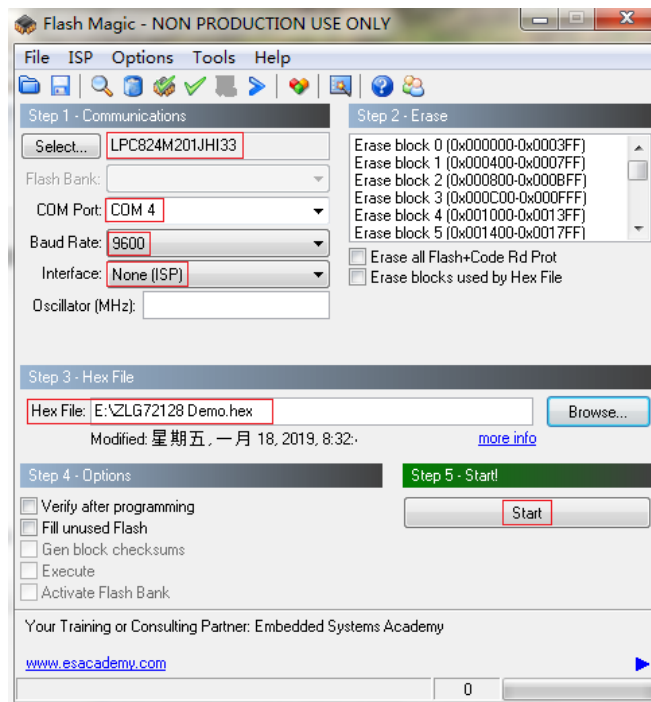 Flash Magic - NON PRODUCTION USE ONLY
File ISP Options Tools Help
Step 1 - Communications
Select... LPC824M201JHI33
Flash Bank:
COM Port: COM 4
Baud Rate: 9600
Interface: None (ISP)
Oscillator (MHz):
Step 2 - Erase
Erase block 0 (0x000000-0x0003FF)
Erase block 1 (0x000400-0x0007FF)
Erase block 2 (0x000800-0x000BFF)
Erase block 3 (0x000C00-0x000FFF)
Erase block 4 (0x001000-0x0013FF)
Erase block 5 (0x001400-0x0017FF)
Erase all Flash+Code Rd Prot
Erase blocks used by Hex File
Step 3 - Hex File
Hex File: E:\ZLG72128 Demo.hex Browse...
Modified: 星期五, 一月 18, 2019, 8:32: more info
Step 4 - Options
Verify after programming
Fill unused Flash
Gen block checksums
Execute
Activate Flash Bank
Step 5 - Start!
Start
Your Training or Consulting Partner: Embedded Systems Academy
www.esacademy.com
0